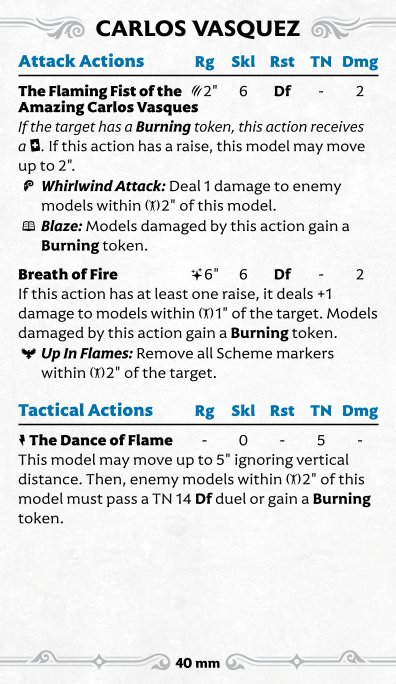 CARLOS VASQUEZ
Attack Actions Rg Skl Rst TN Dmg
The Flaming Fist of the 2" 6 Df - 2
Amazing Carlos Vasques
If the target has a Burning token, this action receives
a . If this action has a raise, this model may move
up to 2".
Whirlwind Attack: Deal 1 damage to enemy
models within 2" of this model.
Blaze: Models damaged by this action gain a
Burning token.
Breath of Fire 6" 6 Df - 2
If this action has at least one raise, it deals +1
damage to models within 1" of the target. Models
damaged by this action gain a Burning token.
Up In Flames: Remove all Scheme markers
within 2" of the target.
Tactical Actions Rg Skl Rst TN Dmg
The Dance of Flame - 0 - 5 -
This model may move up to 5" ignoring vertical
distance. Then, enemy models within 2" of this
model must pass a TN 14 Df duel or gain a Burning
token.
40 mm